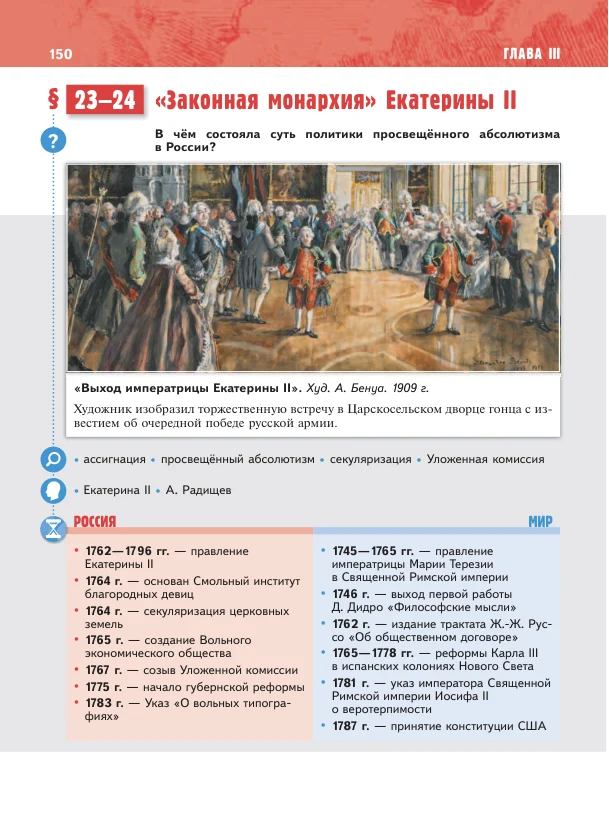 150
ГЛАВА III
§ 23—24 «Законная монархия» Екатерины II
?
В чём состояла суть политики просвещённого абсолютизма
в России?
«Выход императрицы Екатерины II». Худ. А. Бенуа. 1909 г.
Художник изобразил торжественную встречу в Царскосельском дворце гонца с из-
вестием об очередной победе русской армии.
• ассигнация • просвещённый абсолютизм • секуляризация • Уложенная комиссия
• Екатерина II • А. Радищев
РОССИЯ
• 1762—1796 гг. — правление
Екатерины II
• 1764 г. — основан Смольный институт
благородных девиц
• 1764 г. — секуляризация церковных
земель
• 1765 г. — создание Вольного
экономического общества
• 1767 г. — созыв Уложенной комиссии
• 1775 г. — начало губернской реформы
• 1783 г. — Указ «О вольных типогра-
фиях»
МИР
• 1745—1765 гг. — правление
императрицы Марии Терезии
в Священной Римской империи
• 1746 г. — выход первой работы
Д. Дидро «Философские мысли»
• 1762 г. — издание трактата Ж.-Ж. Рус-
со «Об общественном договоре»
• 1765—1778 гг. — реформы Карла III
в испанских колониях Нового Света
• 1781 г. — указ императора Священной
Римской империи Иосифа II
о веротерпимости
• 1787 г. — принятие конституции США